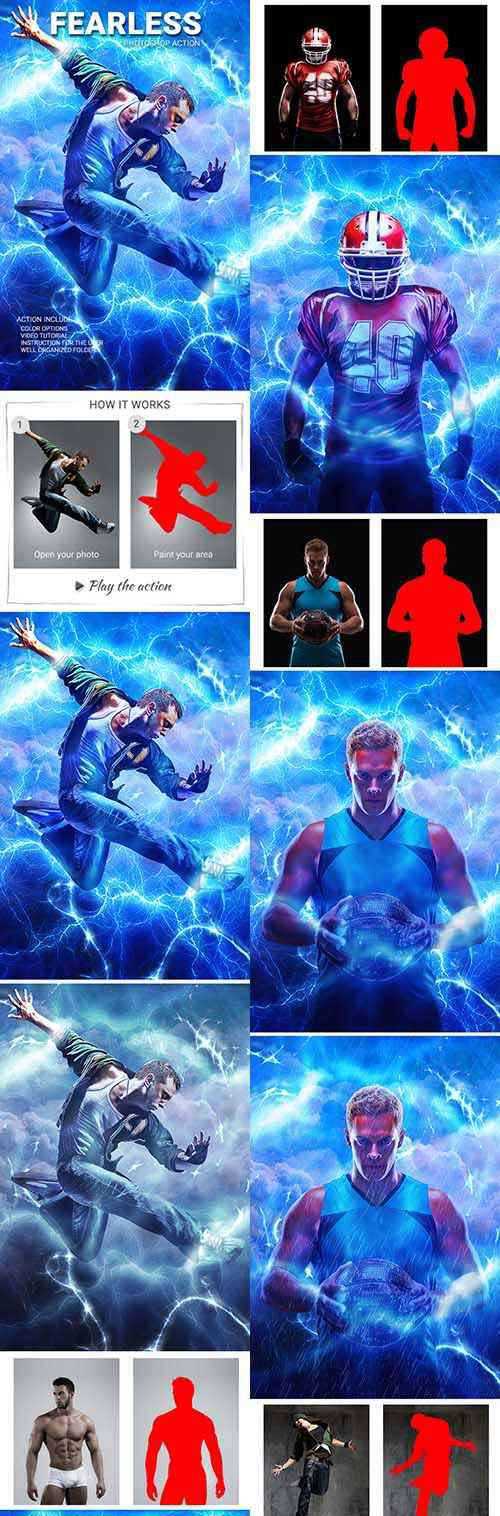 FEARLESS
PHOTOSHOP ACTION
ACTION INCLUDE
COLOR OPTIONS
VIDEO TUTORIAL
INSTRUCTION FOR THE USER
WELL ORGANIZED FOLDERS
HOW IT WORKS
1
2
Open your photo
Paint your area
Play the action
40